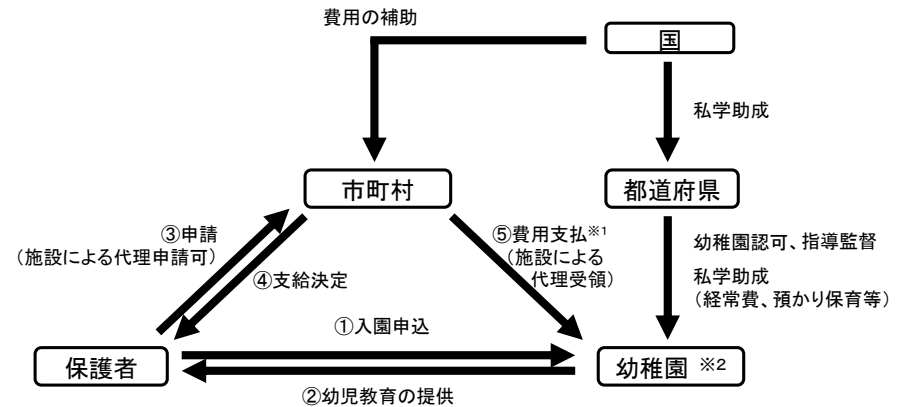 費用の補助
国
私学助成
市町村
都道府県
③申請
（施設による代理申請可）
④支給決定
⑤費用支払※1
（施設による
代理受領）
幼稚園認可、指導監督
私学助成
（経常費、預かり保育等）
①入園申込
保護者
幼稚園 ※2
②幼児教育の提供